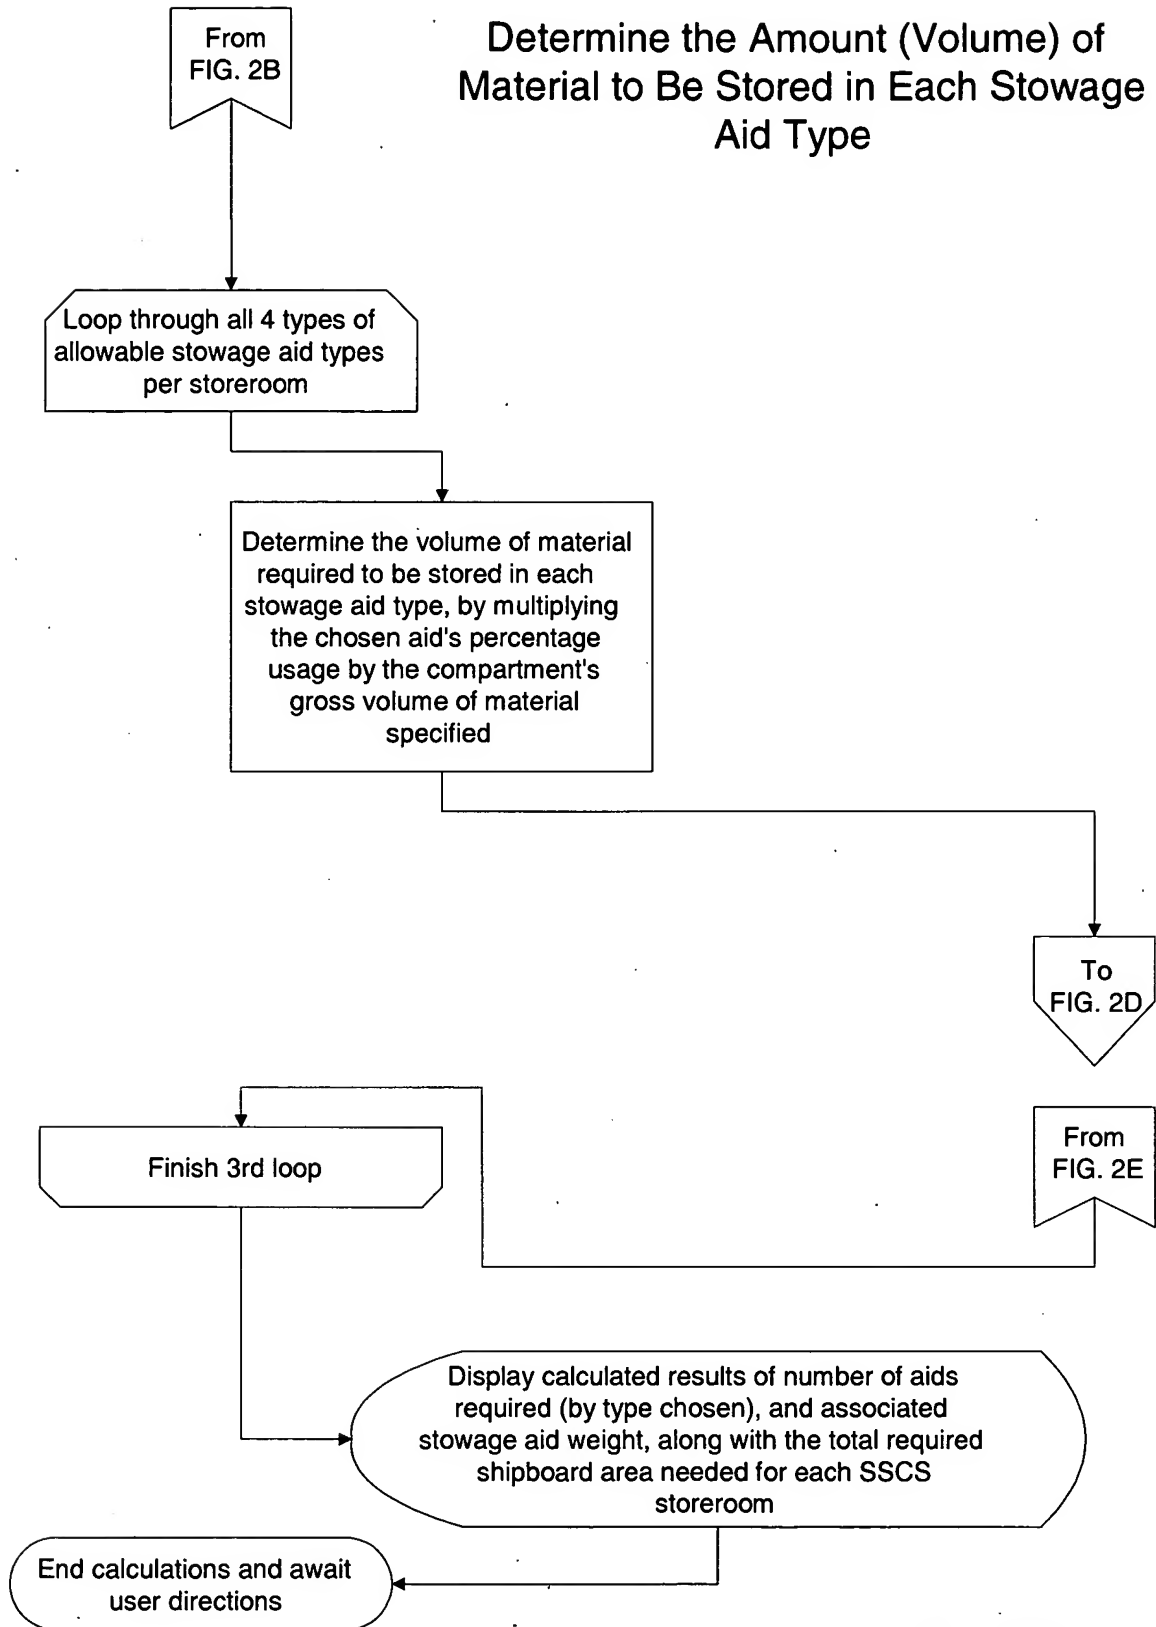 From
FIG. 2B
Determine the Amount (Volume) of
Material to Be Stored in Each Stowage
Aid Type
Loop through all 4 types of
allowable stowage aid types
per storeroom
Determine the volume of material
required to be stored in each
stowage aid type, by multiplying
the chosen aid's percentage
usage by the compartment's
gross volume of material
specified
To
FIG. 2D
From
FIG. 2E
Finish 3rd loop
Display calculated results of number of aids
required (by type chosen), and associated
stowage aid weight, along with the total required
shipboard area needed for each SSCS
storeroom
End calculations and await
user directions